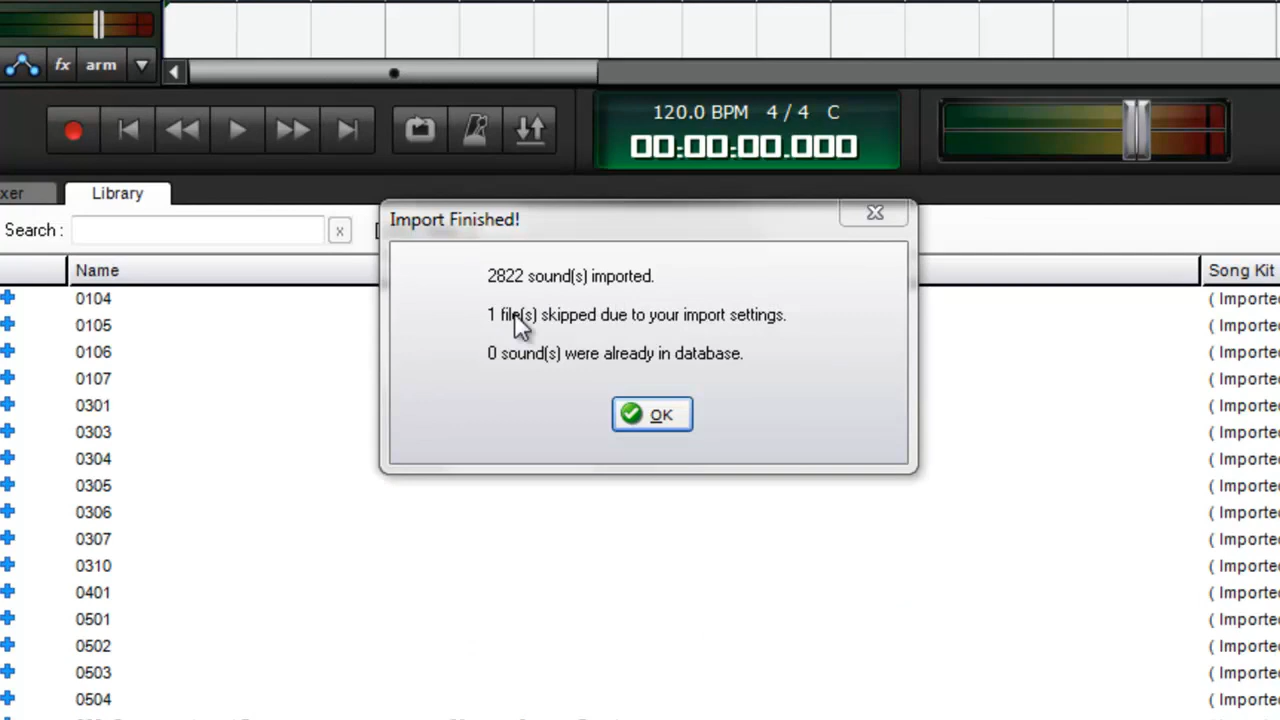 fx arm
120.0 BPM 4 / 4 C
00:00:00.000
xer Library
Search : x
Import Finished!
Name
Song Kit
2822 sound(s) imported.
1 file(s) skipped due to your import settings.
0 sound(s) were already in database.
OK
0104 ( Imported
0105 ( Imported
0106 ( Imported
0107 ( Imported
0301 ( Imported
0303 ( Imported
0304 ( Imported
0305 ( Imported
0306 ( Imported
0307 ( Imported
0310 ( Imported
0401 ( Imported
0501 ( Imported
0502 ( Imported
0503 ( Imported
0504 ( Imported